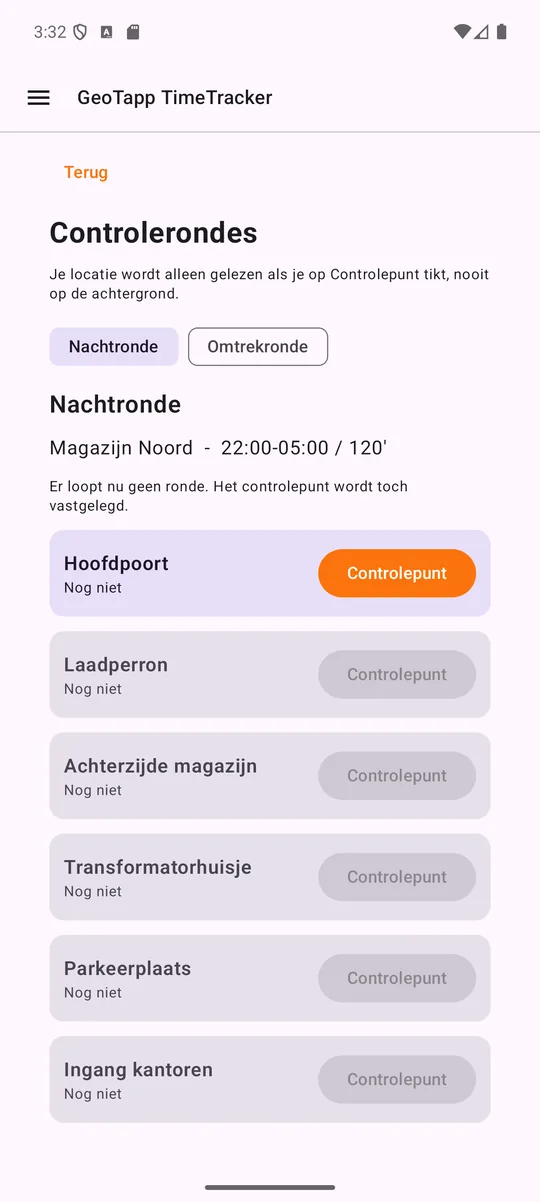 3:32
GeoTapp TimeTracker
Terug
Controlerondes
Je locatie wordt alleen gelezen als je op Controlepunt tikt, nooit
op de achtergrond.
Nachtronde
Omtrekronde
Nachtronde
Magazijn Noord - 22:00-05:00 / 120'
Er loopt nu geen ronde. Het controlepunt wordt toch
vastgelegd.
Hoofdpoort
Nog niet
Controlepunt
Laadperron
Nog niet
Controlepunt
Achterzijde magazijn
Nog niet
Controlepunt
Transformatorhuisje
Nog niet
Controlepunt
Parkeerplaats
Nog niet
Controlepunt
Ingang kantoren
Nog niet
Controlepunt